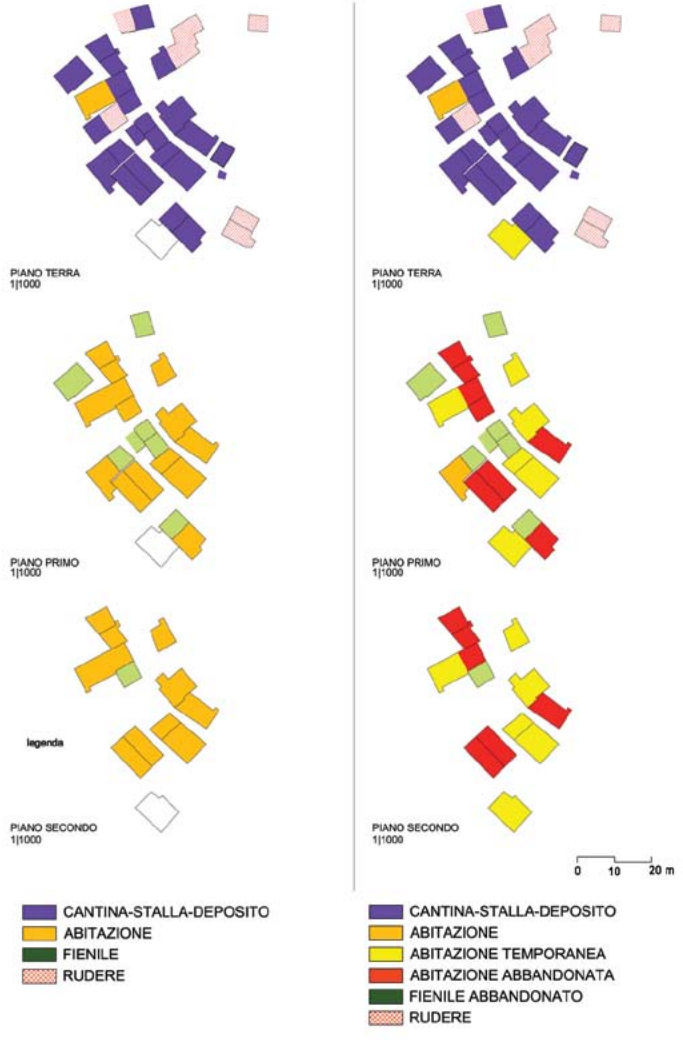 PIANO TERRA
1|1000
PIANO PRIMO
1|1000
legenda
PIANO SECONDO
1|1000
CANTINA-STALLA-DEPOSITO
ABITAZIONE
FIENILE
RUDERE
PIANO TERRA
1|1000
PIANO PRIMO
1|1000
PIANO SECONDO
1|1000
0 10 20 m
CANTINA-STALLA-DEPOSITO
ABITAZIONE
ABITAZIONE TEMPORANEA
ABITAZIONE ABBANDONATA
FIENILE ABBANDONATO
RUDERE